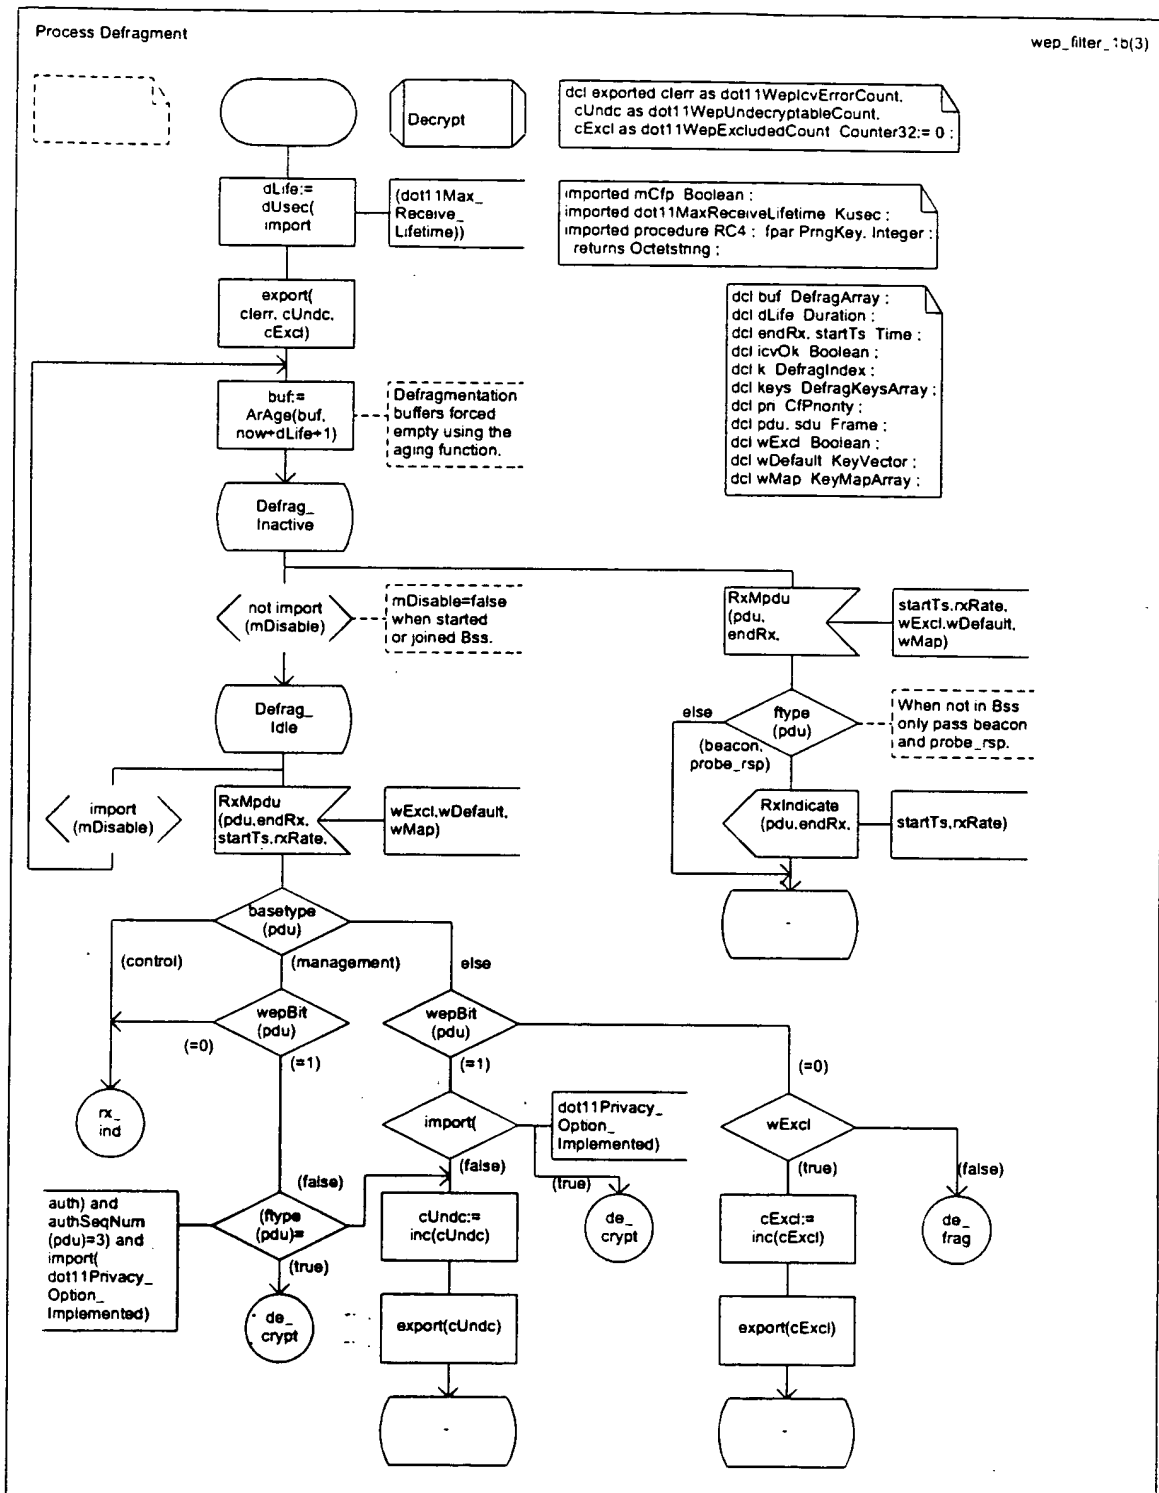 Process Defragment
wep_filter_1b(3)
Decrypt
dcl exported cIerr as dot11WepIcvErrorCount,
cUndc as dot11WepUndecryptableCount,
cExcl as dot11WepExcludedCount Counter32:= 0 ;
dLife:=
dUsec(
import
(dot11Max_
Receive_
Lifetime))
imported mCfp Boolean ;
imported dot11MaxReceiveLifetime Kusec ;
imported procedure RC4 ; fpar PrngKey, Integer ;
returns Octetstring ;
export(
cIerr, cUndc,
cExcl)
dcl buf DefragArray ;
dcl dLife Duration ;
dcl endRx, startTs Time ;
dcl icvOk Boolean ;
dcl k DefragIndex ;
dcl keys DefragKeysArray ;
dcl pri CfPriority ;
dcl pdu, sdu Frame ;
dcl wExcl Boolean ;
dcl wDefault KeyVector ;
dcl wMap KeyMapArray ;
buf:=
ArAge(buf,
now+dLife+1)
Defragmentation
buffers forced
empty using the
aging function.
Defrag_
Inactive
not import
(mDisable)
mDisable=false
when started
or joined Bss.
RxMpdu
(pdu,
endRx,
startTs,rxRate,
wExcl,wDefault,
wMap)
Defrag_
Idle
else
ftype
(pdu)
When not in Bss
only pass beacon
and probe_rsp.
(beacon,
probe_rsp)
import
(mDisable)
RxMpdu
(pdu,endRx,
startTs,rxRate,
wExcl,wDefault,
wMap)
RxIndicate
(pdu,endRx,
startTs,rxRate)
-
basetype
(pdu)
(control)
(management)
else
wepBit
(pdu)
wepBit
(pdu)
(=0)
(=1)
(=1)
(=0)
rx_
ind
import(
dot11Privacy_
Option_
Implemented)
wExcl
(false)
(false)
(true)
(true)
(false)
auth) and
authSeqNum
(pdu)=3) and
import(
dot11Privacy_
Option_
Implemented)
(ftype
(pdu)=
cUndc:=
inc(cUndc)
de_
crypt
cExcl:=
inc(cExcl)
de_
frag
(true)
de_
crypt
export(cUndc)
export(cExcl)
-
-